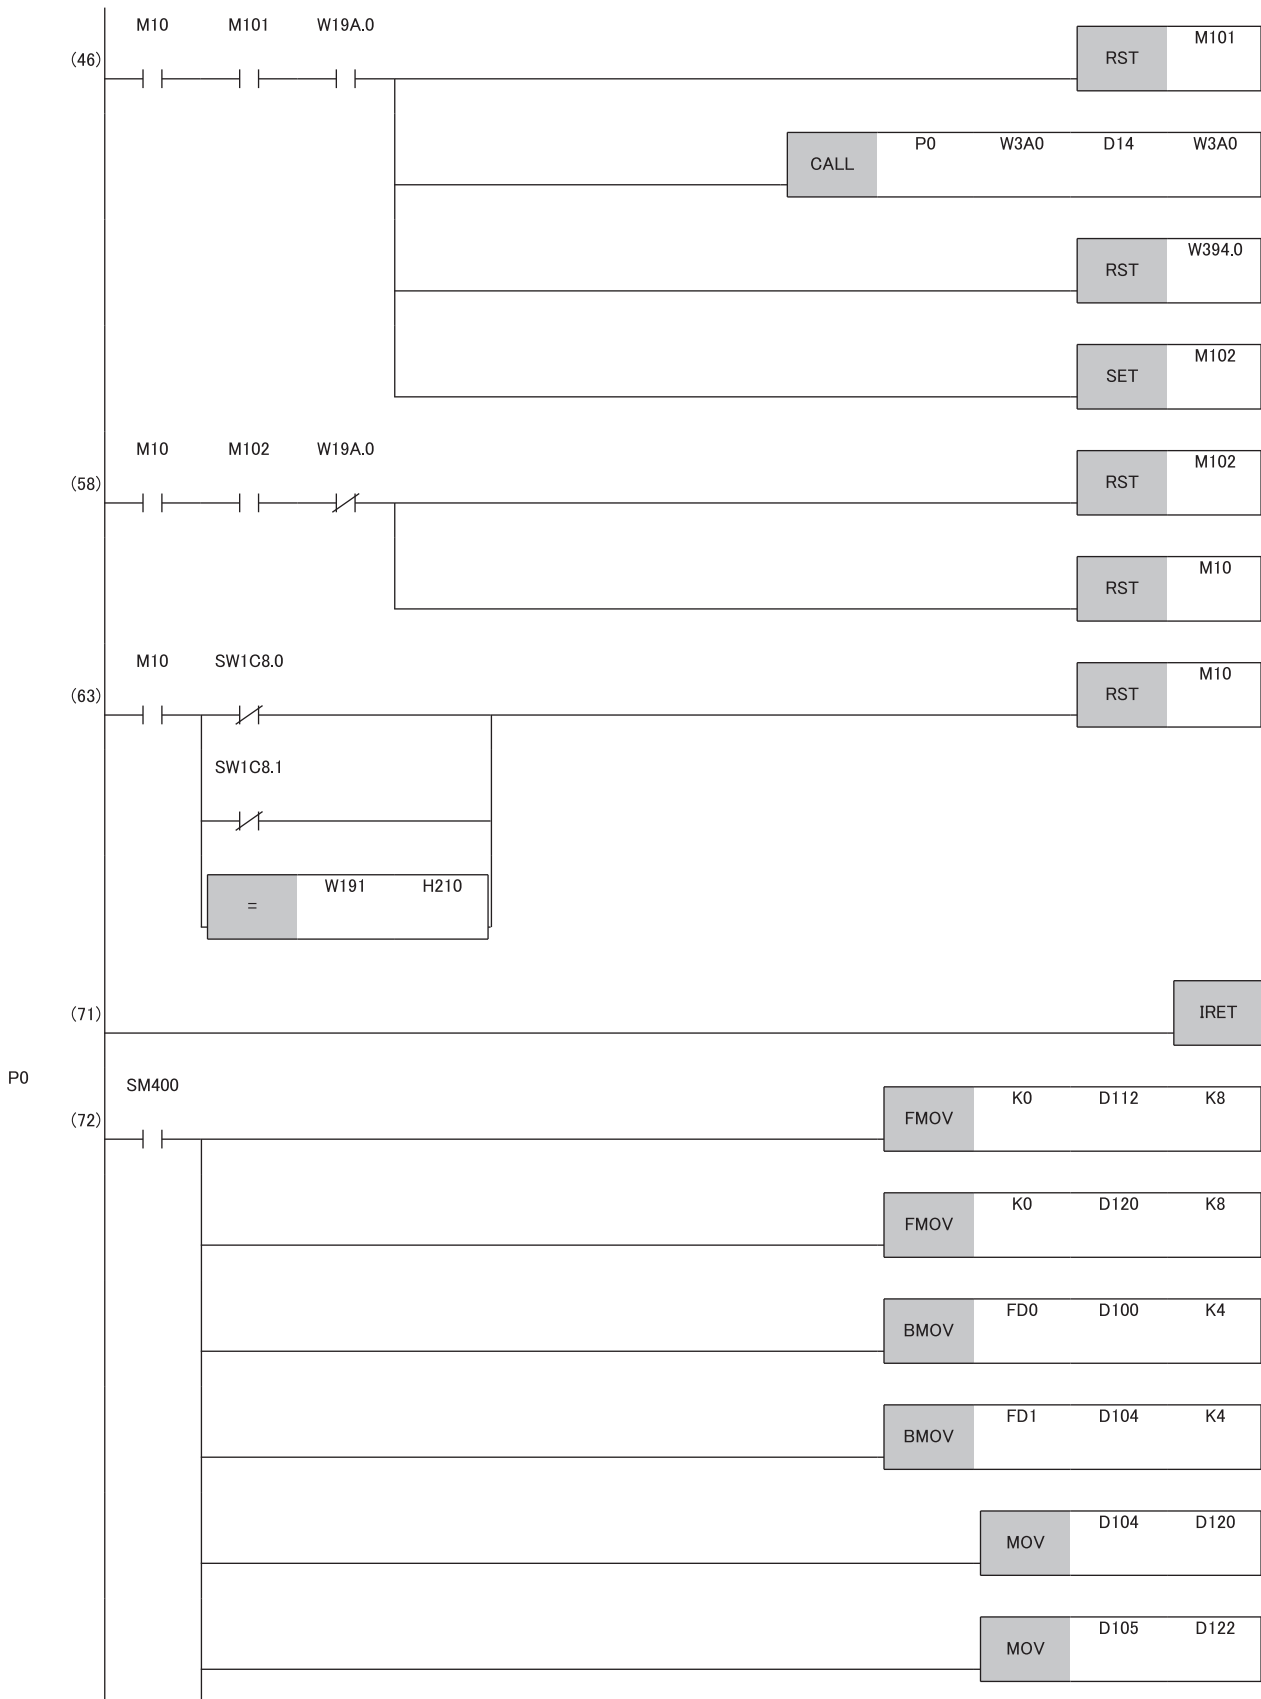 M10 M101 W19A.0
(46) RST M101
CALL P0 W3A0 D14 W3A0
RST W394.0
SET M102
M10 M102 W19A.0
(58) RST M102
RST M10
M10 SW1C8.0
(63) RST M10
SW1C8.1
= W191 H210
(71) IRET
P0 SM400
(72) FMOV K0 D112 K8
FMOV K0 D120 K8
BMOV FD0 D100 K4
BMOV FD1 D104 K4
MOV D104 D120
MOV D105 D122